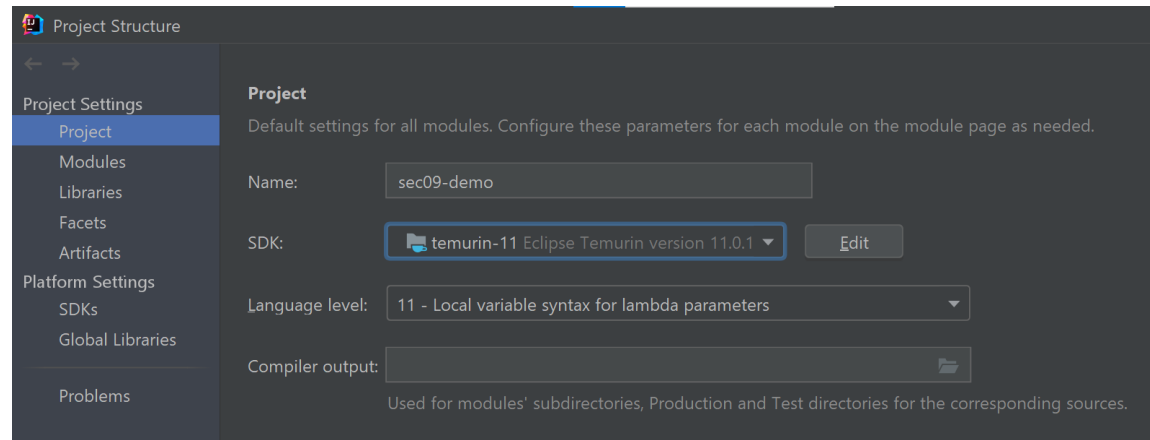 Project Structure
Project Settings
Project
Modules
Libraries
Facets
Artifacts
Platform Settings
SDKs
Global Libraries
Problems
Project
Default settings for all modules. Configure these parameters for each module on the module page as needed.
Name: sec09-demo
SDK: temurin-11 Eclipse Temurin version 11.0.1 Edit
Language level: 11 - Local variable syntax for lambda parameters
Compiler output:
Used for modules' subdirectories, Production and Test directories for the corresponding sources.